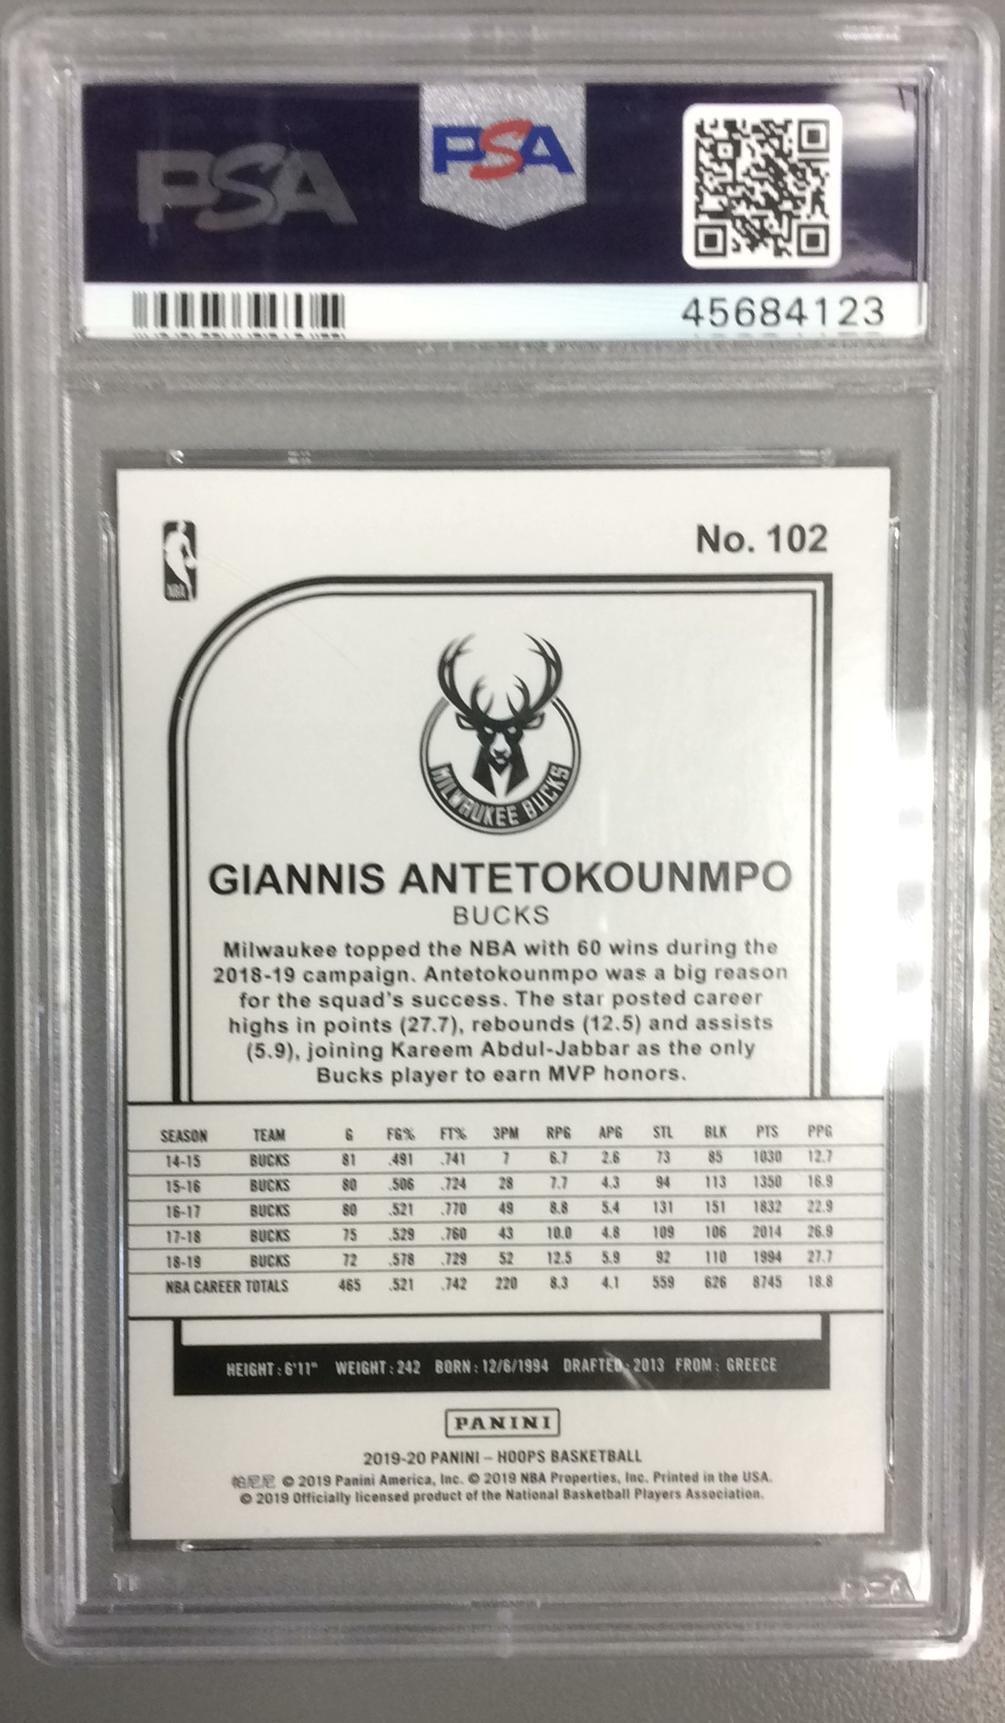 PSA PSA
45684123
No. 102
NBA
MILWAUKEE BUCKS
GIANNIS ANTETOKOUNMPO
BUCKS
Milwaukee topped the NBA with 60 wins during the
2018-19 campaign. Antetokounmpo was a big reason
for the squad's success. The star posted career
highs in points (27.7), rebounds (12.5) and assists
(5.9), joining Kareem Abdul-Jabbar as the only
Bucks player to earn MVP honors.
SEASON TEAM G FG% FT% 3PM RPG APG STL BLK PTS PPG
14-15 BUCKS 81 .491 .741 7 6.7 2.6 73 85 1030 12.7
15-16 BUCKS 80 .506 .724 28 7.7 4.3 94 113 1350 16.9
16-17 BUCKS 80 .521 .770 49 8.8 5.4 131 151 1832 22.9
17-18 BUCKS 75 .529 .760 43 10.0 4.8 109 106 2014 26.9
18-19 BUCKS 72 .578 .729 52 12.5 5.9 92 110 1994 27.7
NBA CAREER TOTALS 465 .521 .742 220 8.3 4.1 559 626 8745 18.8
HEIGHT: 6'11" WEIGHT: 242 BORN: 12/6/1994 DRAFTED: 2013 FROM: GREECE
PANINI
2019-20 PANINI – HOOPS BASKETBALL
帕尼尼 © 2019 Panini America, Inc. © 2019 NBA Properties, Inc. Printed in the USA.
© 2019 Officially licensed product of the National Basketball Players Association.
PSA